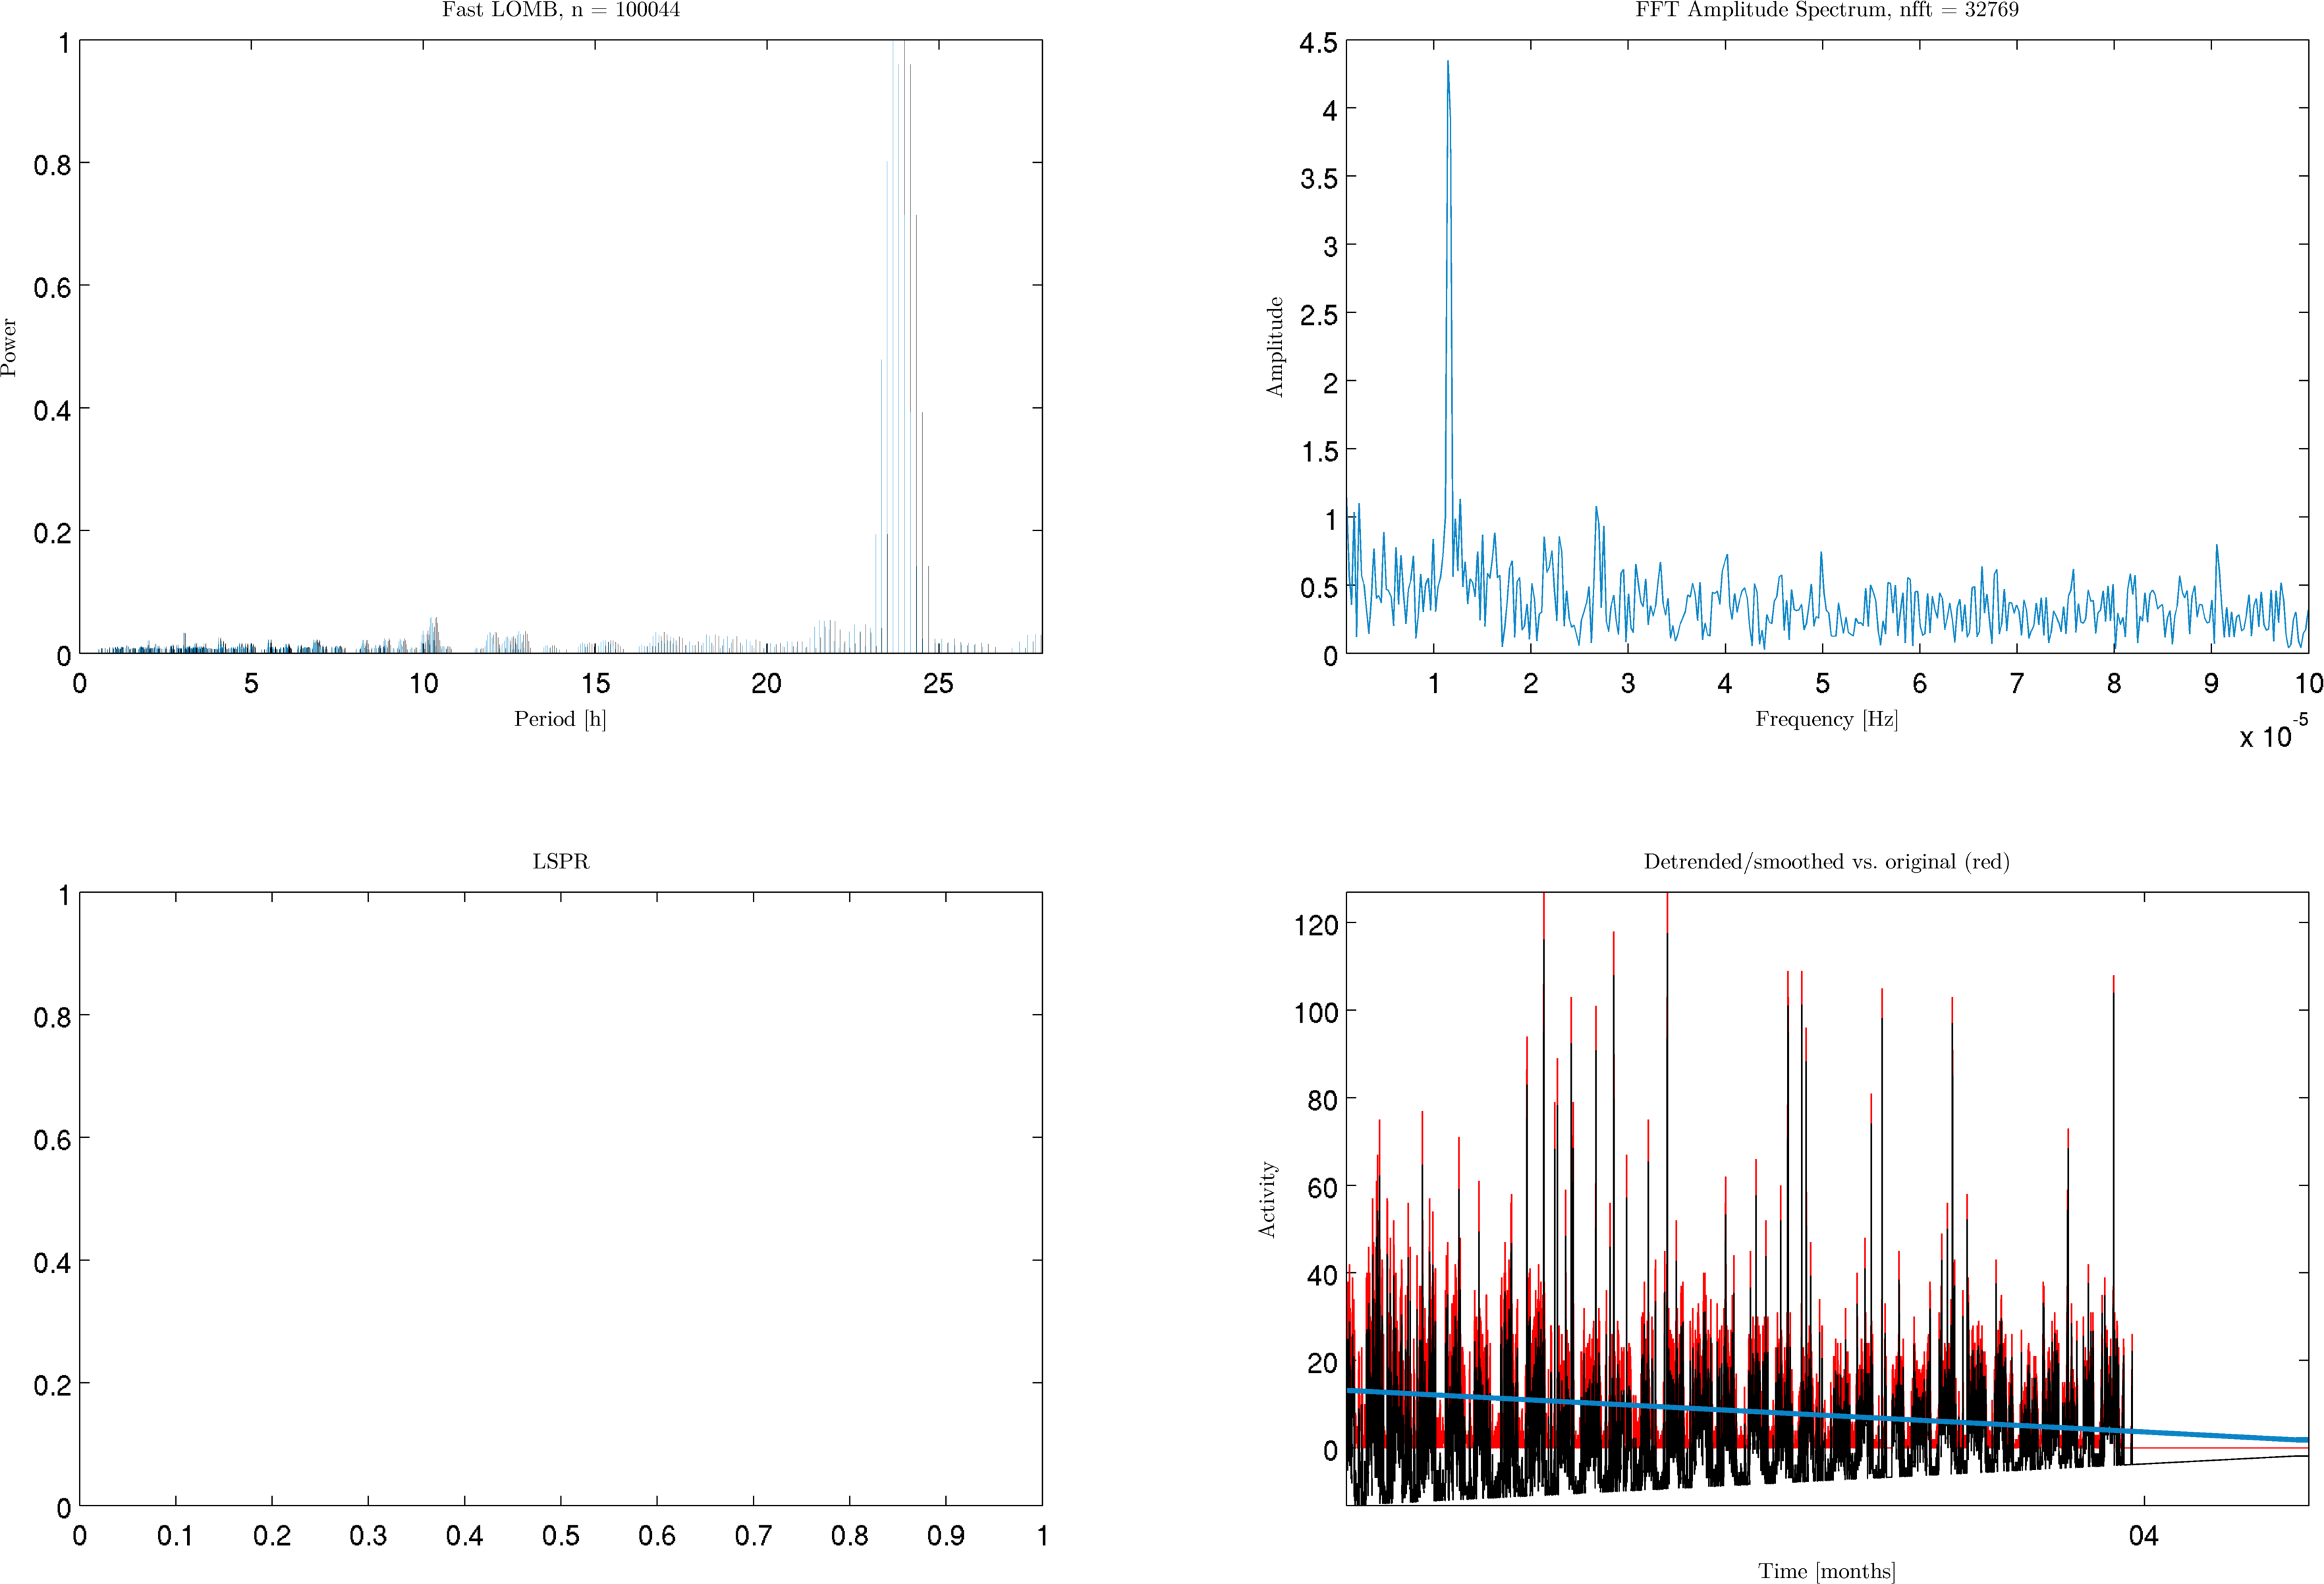 Fast LOMB, n = 100044
1
0.8
0.6
0.4
0.2
0
Power
0 5 10 15 20 25
Period [h]
FFT Amplitude Spectrum, nfft = 32769
4.5
4
3.5
3
2.5
2
1.5
1
0.5
0
Amplitude
1 2 3 4 5 6 7 8 9 10
Frequency [Hz]
x 10^-5
LSPR
1
0.8
0.6
0.4
0.2
0
0 0.1 0.2 0.3 0.4 0.5 0.6 0.7 0.8 0.9 1
Detrended/smoothed vs. original (red)
120
100
80
60
40
20
0
Activity
04
Time [months]